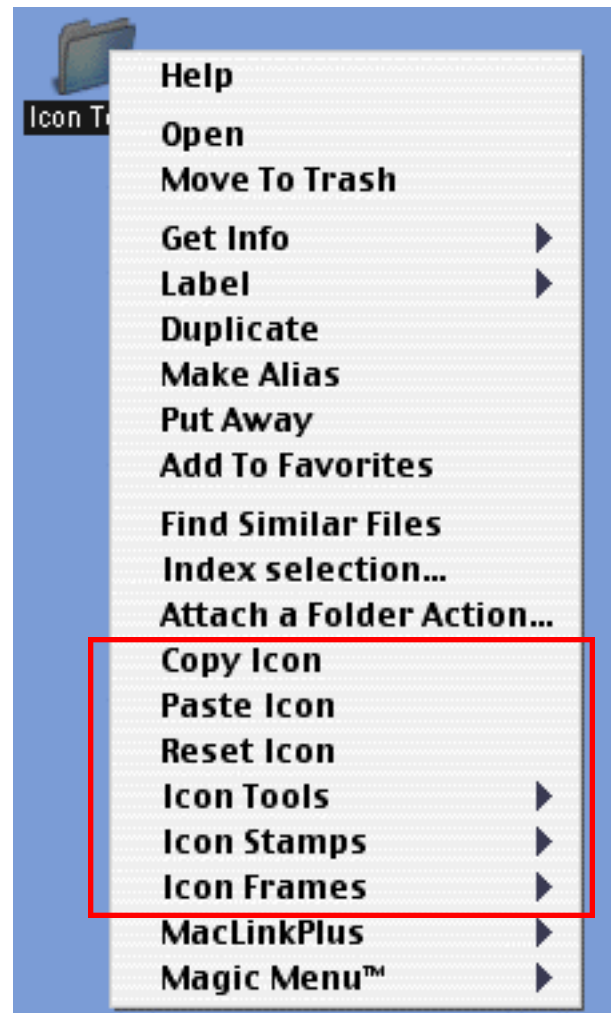 Icon T
Help
Open
Move To Trash
Get Info
Label
Duplicate
Make Alias
Put Away
Add To Favorites
Find Similar Files
Index selection...
Attach a Folder Action...
Copy Icon
Paste Icon
Reset Icon
Icon Tools
Icon Stamps
Icon Frames
MacLinkPlus
Magic Menu™